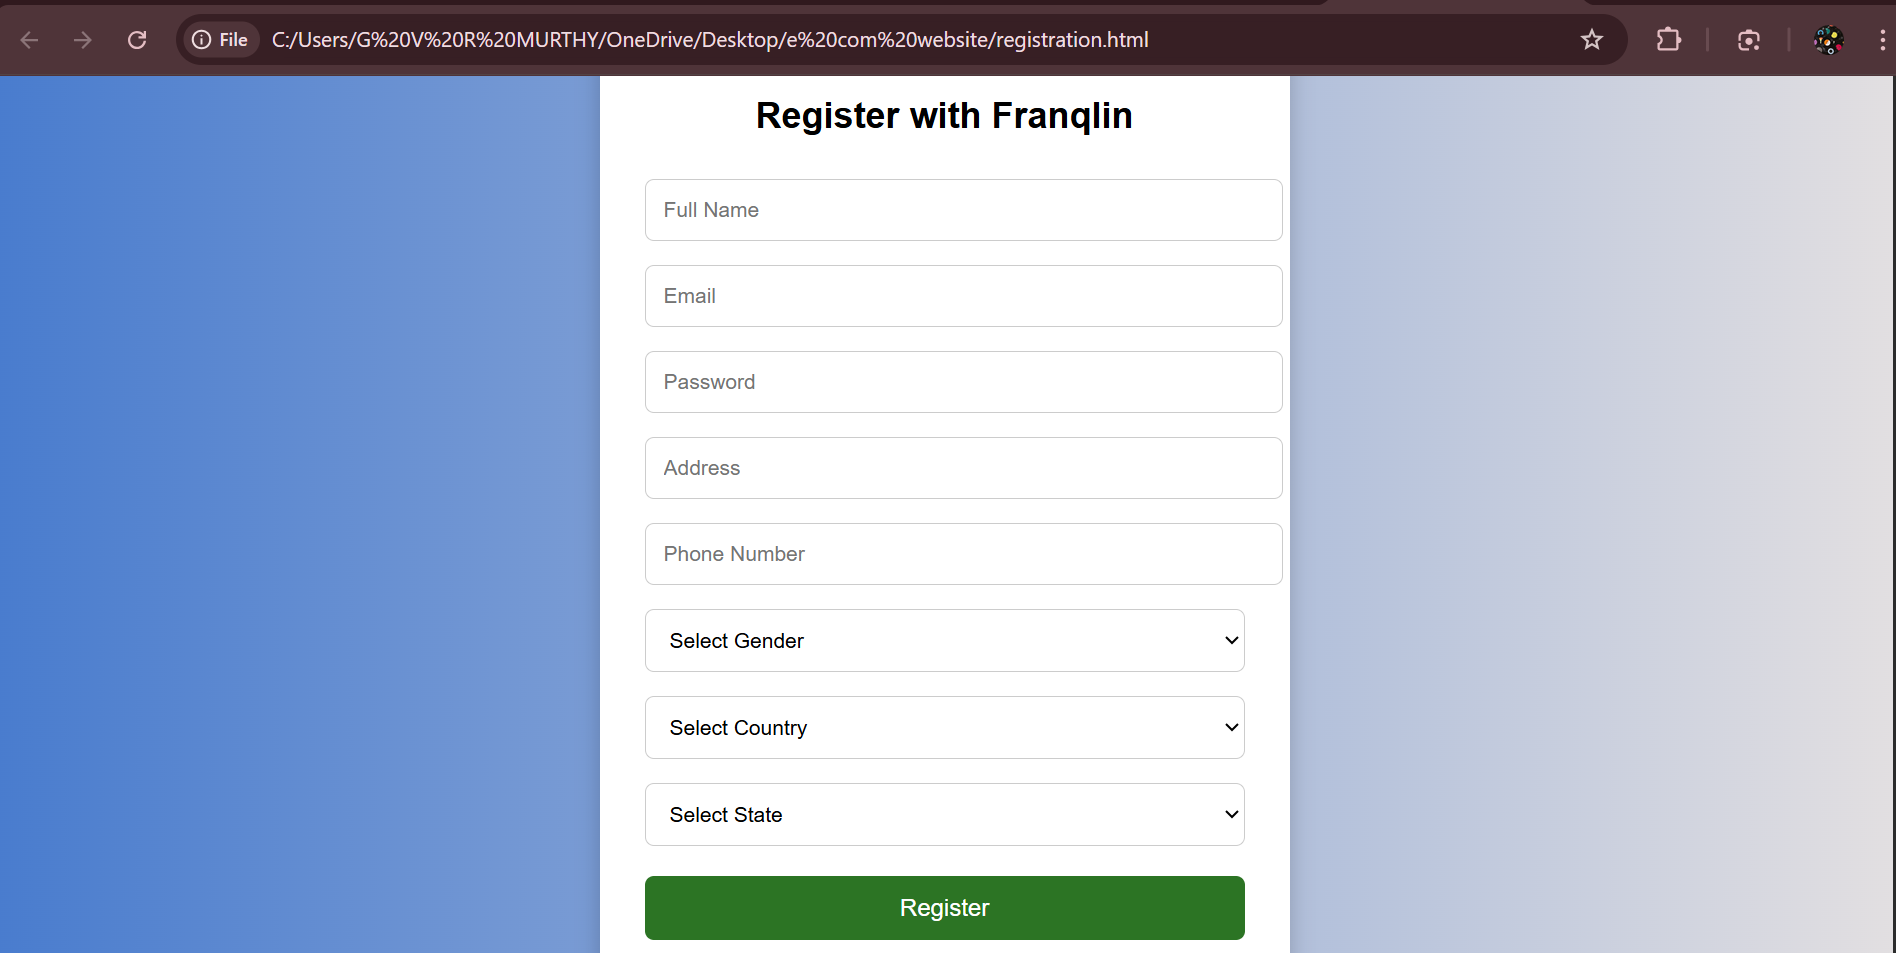 File C:/Users/G%20V%20R%20MURTHY/OneDrive/Desktop/e%20com%20website/registration.html
Register with Franqlin
Full Name
Email
Password
Address
Phone Number
Select Gender
Select Country
Select State
Register